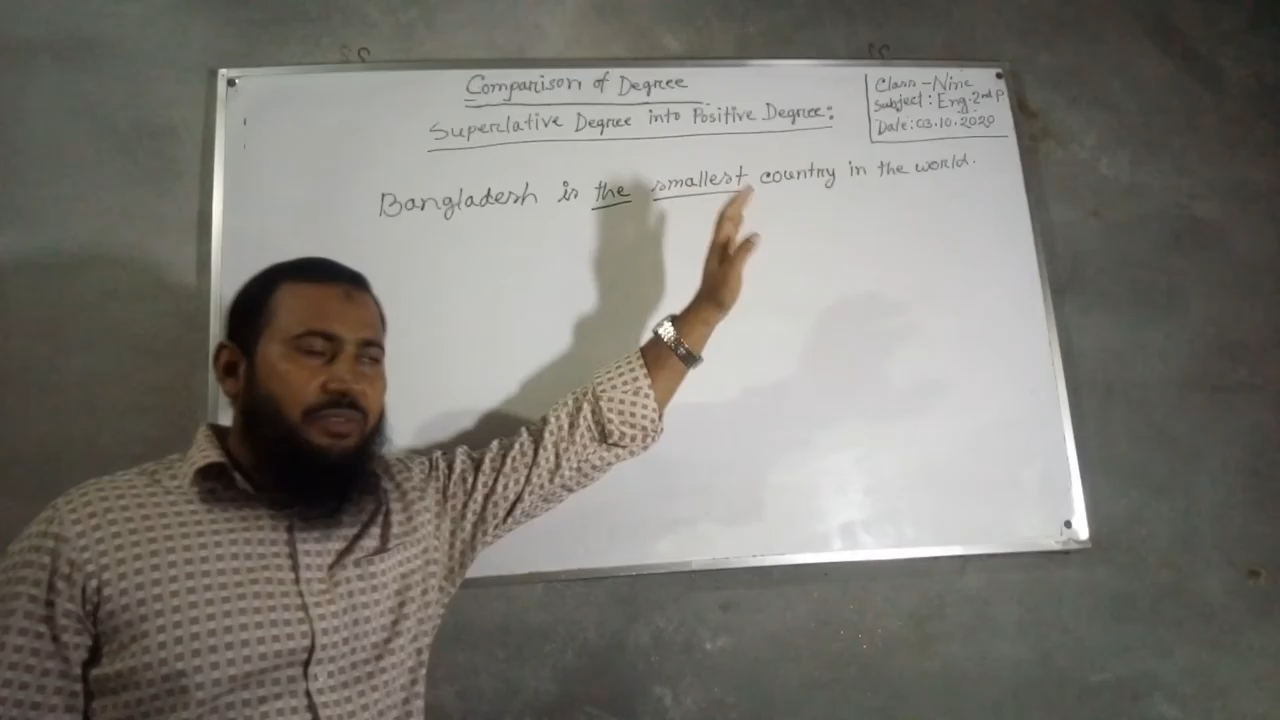 Comparison of Degree
Superlative Degree into Positive Degree:
Class - Nine
Subject: Eng. 2nd P
Date: 03.10.2020
Bangladesh is the smallest country in the world.